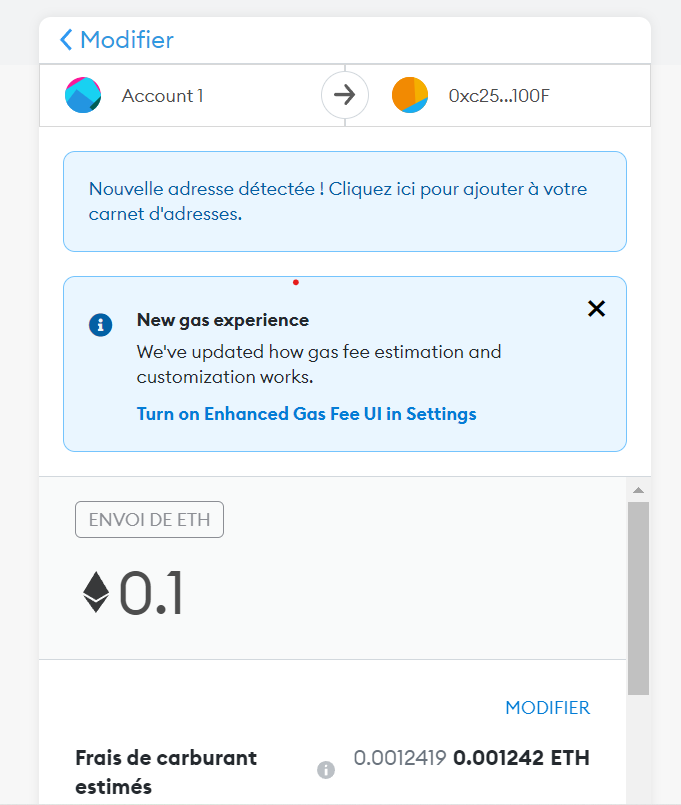 Modifier
Account 1
0xc25...100F
Nouvelle adresse détectée ! Cliquez ici pour ajouter à votre
carnet d'adresses.
New gas experience
We've updated how gas fee estimation and
customization works.
Turn on Enhanced Gas Fee UI in Settings
ENVOI DE ETH
0.1
MODIFIER
Frais de carburant
estimés
0.0012419 0.001242 ETH